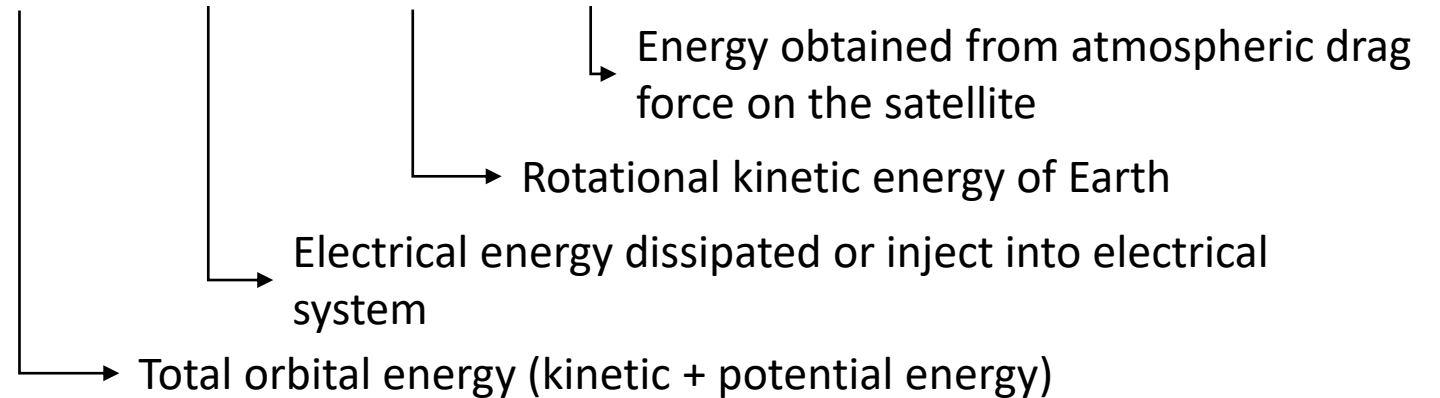 Energy obtained from atmospheric drag
force on the satellite
Rotational kinetic energy of Earth
Electrical energy dissipated or inject into electrical
system
Total orbital energy (kinetic + potential energy)